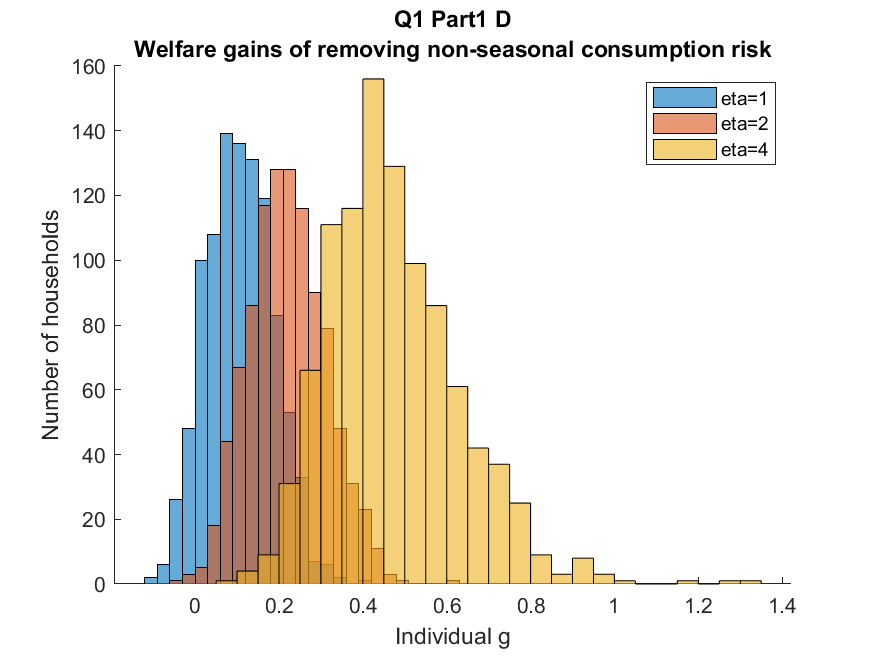 Q1 Part1 D
Welfare gains of removing non-seasonal consumption risk
160
140
120
100
80
60
40
20
0
Number of households
eta=1
eta=2
eta=4
0
0.2
0.4
0.6
0.8
1
1.2
1.4
Individual g